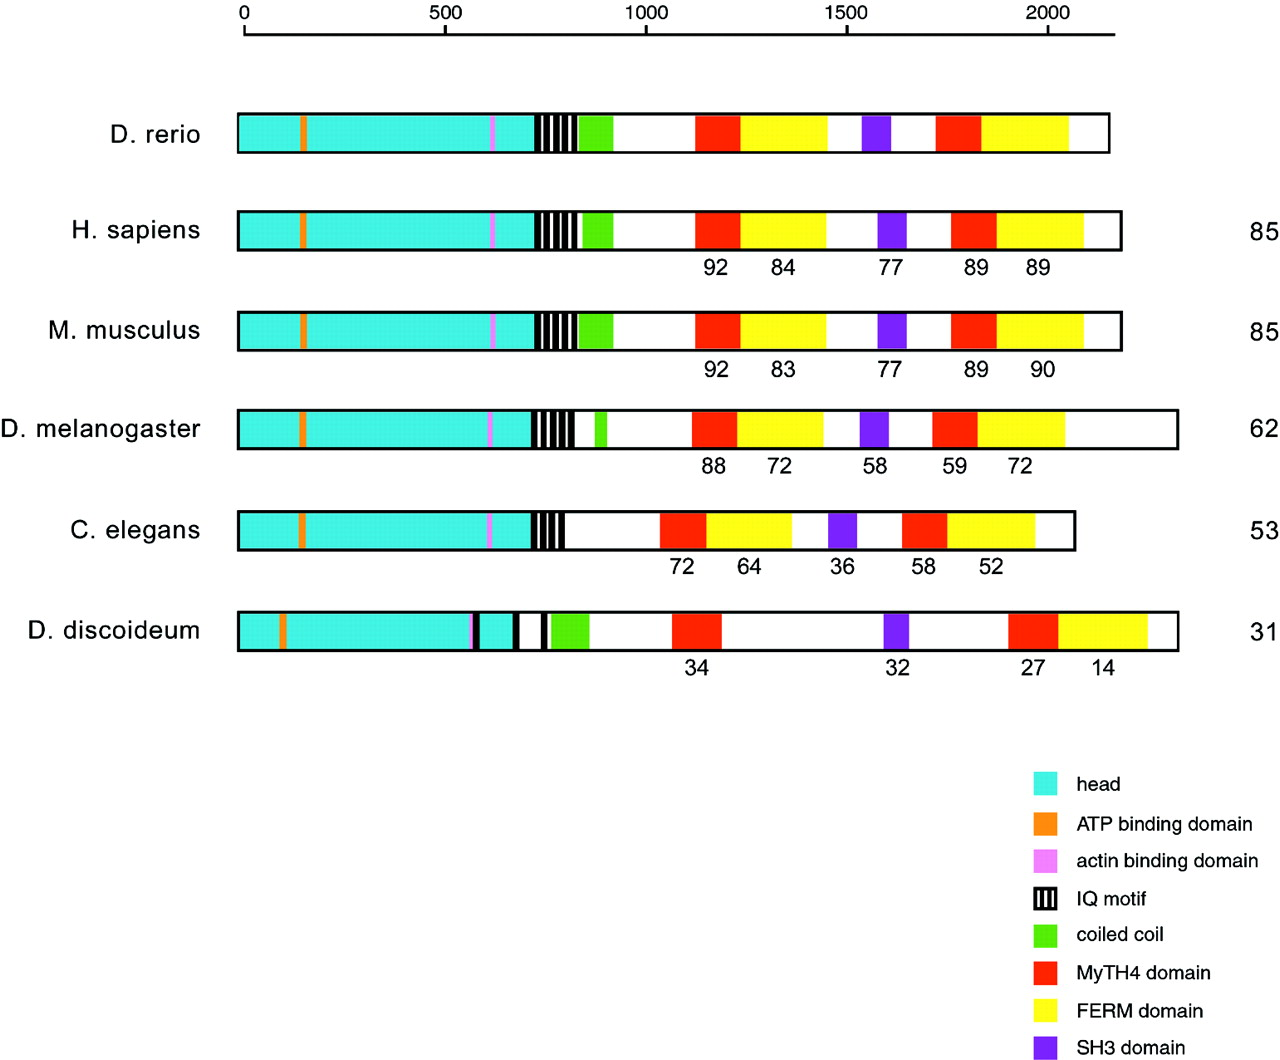 0 500 1000 1500 2000
D. rerio
H. sapiens 85
92 84 77 89 89
M. musculus 85
92 83 77 89 90
D. melanogaster 62
88 72 58 59 72
C. elegans 53
72 64 36 58 52
D. discoideum 31
34 32 27 14
head
ATP binding domain
actin binding domain
IQ motif
coiled coil
MyTH4 domain
FERM domain
SH3 domain